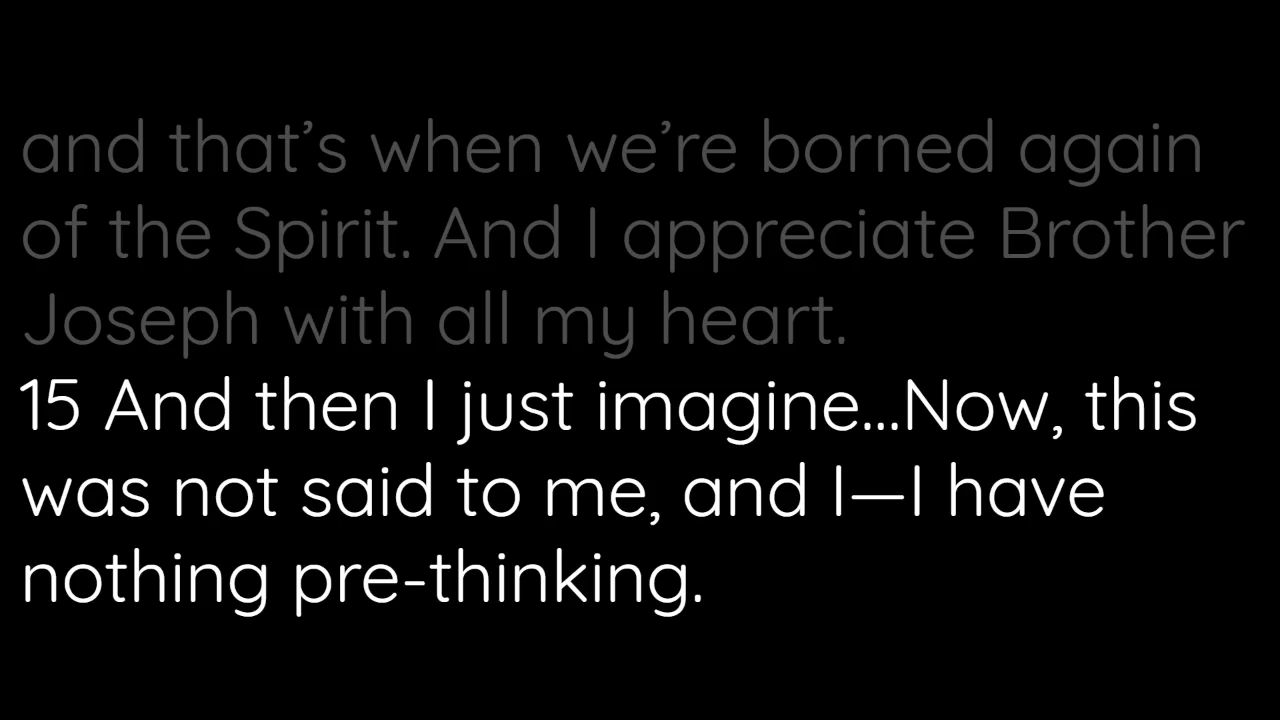 and that’s when we’re borned again
of the Spirit. And I appreciate Brother
Joseph with all my heart.
15 And then I just imagine...Now, this
was not said to me, and I—I have
nothing pre-thinking.